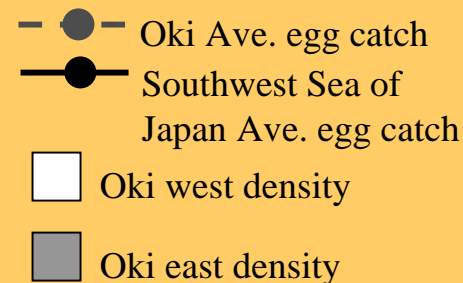 Oki Ave. egg catch
Southwest Sea of
Japan Ave. egg catch
Oki west density
Oki east density